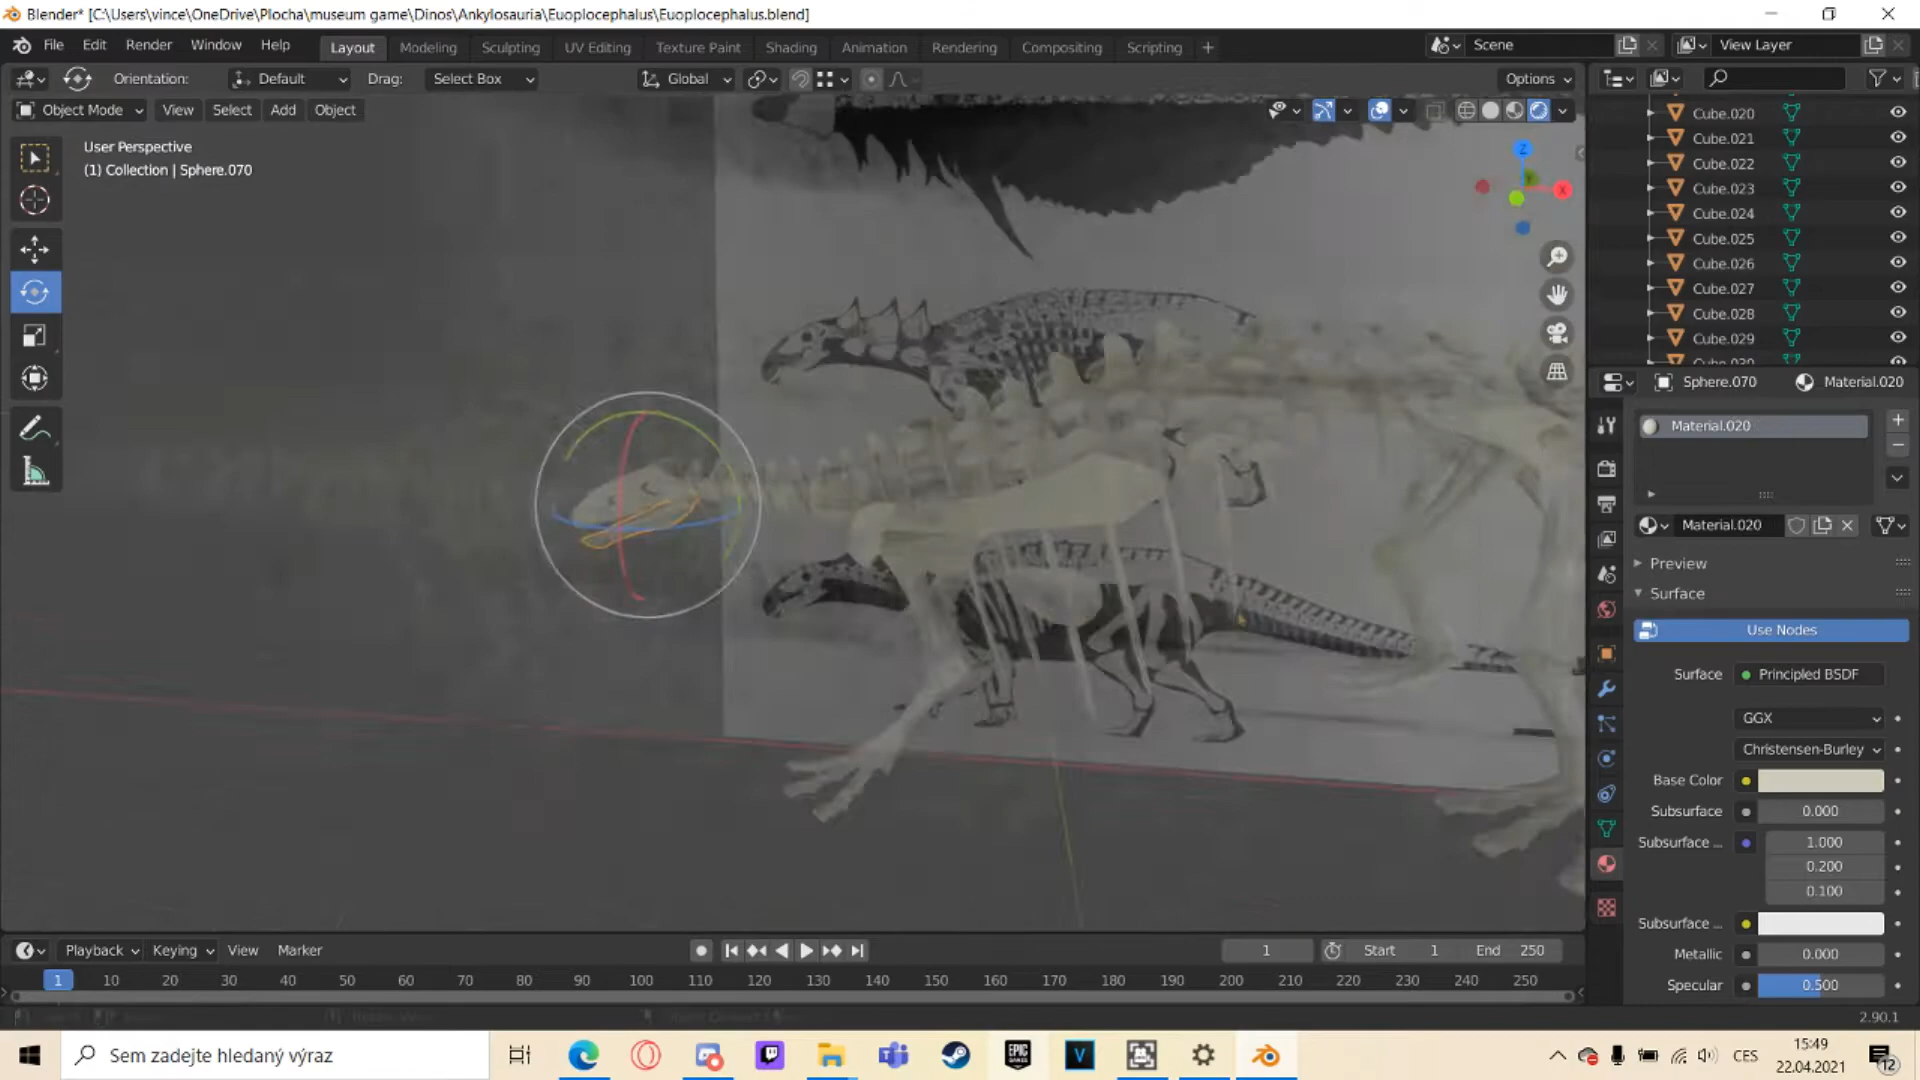 Blender* [C:\Users\vince\OneDrive\Plocha\museum game\Dinos\Ankylosauria\Euoplocephalus\Euoplocephalus.blend]
File Edit Render Window Help Layout Modeling Sculpting UV Editing Texture Paint Shading Animation Rendering Compositing Scripting + Scene View Layer
Orientation: Default Drag: Select Box Global Options
Object Mode View Select Add Object
User Perspective
(1) Collection | Sphere.070
Z
Y
X
Cube.020
Cube.021
Cube.022
Cube.023
Cube.024
Cube.025
Cube.026
Cube.027
Cube.028
Cube.029
Cube.030
Sphere.070 Material.020
Material.020
Material.020
Preview
Surface
Use Nodes
Surface Principled BSDF
GGX
Christensen-Burley
Base Color
Subsurface 0.000
Subsurface ... 1.000
0.200
0.100
Subsurface ...
Metallic 0.000
Specular 0.500
Playback Keying View Marker 1 Start 1 End 250
1 10 20 30 40 50 60 70 80 90 100 110 120 130 140 150 160 170 180 190 200 210 220 230 240 250
2.90.1
Sem zadejte hledaný výraz
EPIC GAMES
V
CES
15:49
22.04.2021
12